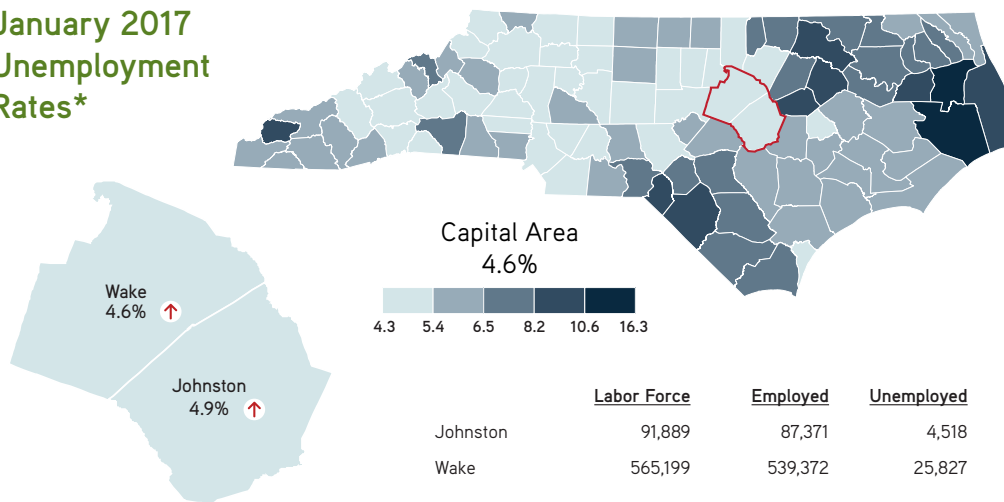 January 2017
Unemployment
Rates*
Capital Area
4.6%
4.3 5.4 6.5 8.2 10.6 16.3
Wake
4.6%
Johnston
4.9%
Labor Force Employed Unemployed
Johnston 91,889 87,371 4,518
Wake 565,199 539,372 25,827